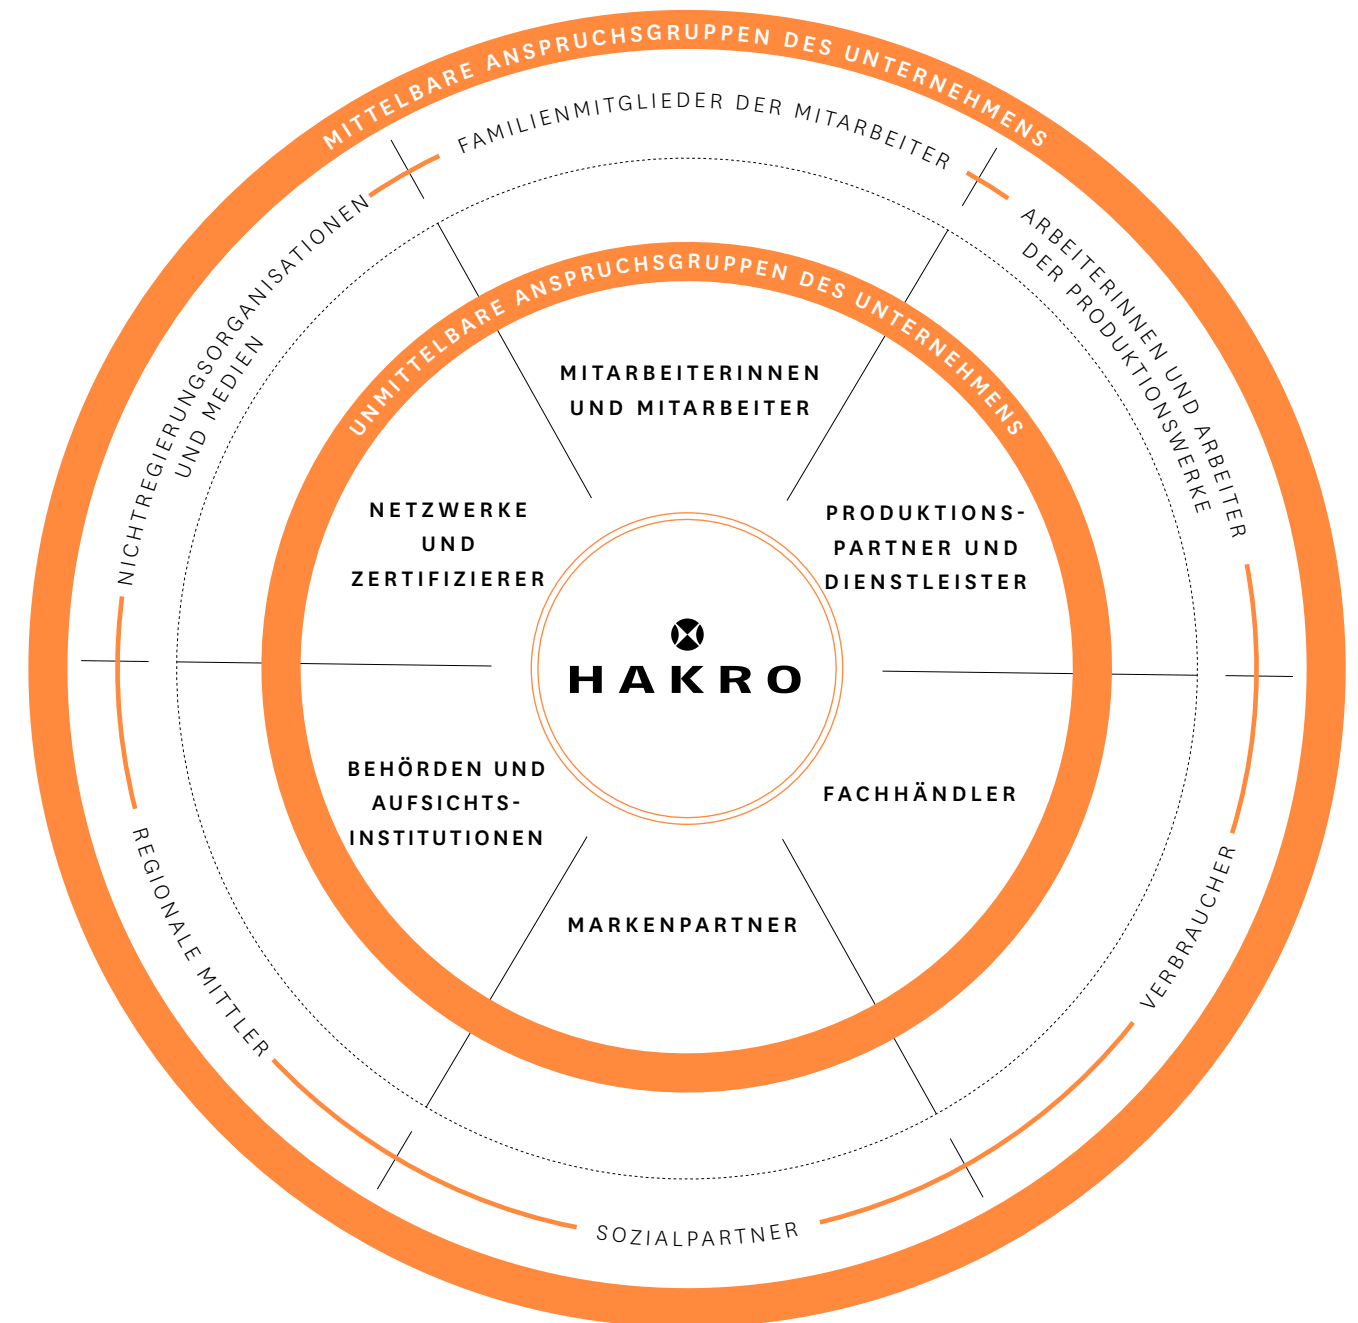 MITTELBARE ANSPRUCHSGRUPPEN DES UNTERNEHMENS
FAMILIENMITGLIEDER DER MITARBEITER
ARBEITERINNEN UND ARBEITER
DER PRODUKTIONSWERKE
VERBRAUCHER
SOZIALPARTNER
REGIONALE MITTLER
NICHTREGIERUNGSORGANISATIONEN
UND MEDIEN
UNMITTELBARE ANSPRUCHSGRUPPEN DES UNTERNEHMENS
MITARBEITERINNEN
UND MITARBEITER
PRODUKTIONS-
PARTNER UND
DIENSTLEISTER
FACHHÄNDLER
MARKENPARTNER
BEHÖRDEN UND
AUFSICHTS-
INSTITUTIONEN
NETZWERKE
UND
ZERTIFIZIERER
HAKRO